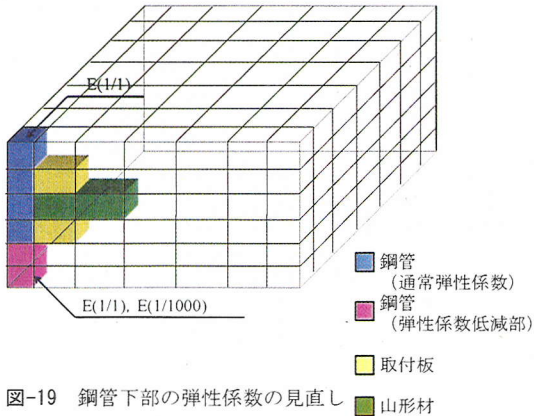 E(1/1)
E(1/1), E(1/1000)
鋼管
(通常弾性係数)
鋼管
(弾性係数低減部)
取付板
山形材
図-19 鋼管下部の弾性係数の見直し